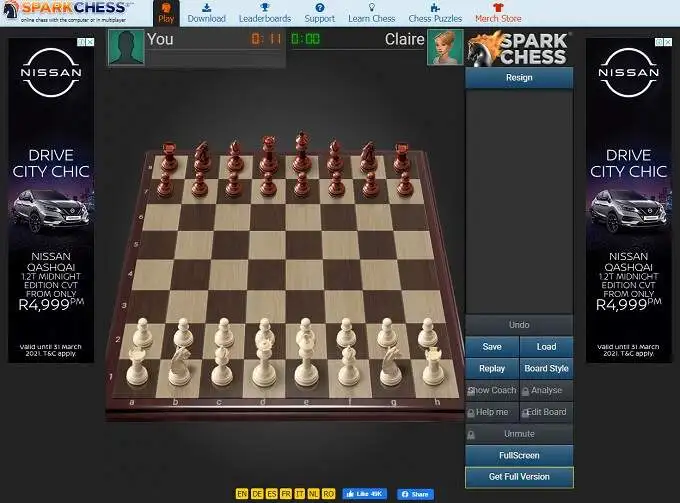 SPARKCHESS
online chess with the computer or in multiplayer
Play
Download
Leaderboards
Support
Learn Chess
Chess Puzzles
Merch Store
NISSAN
DRIVE
CITY CHIC
NISSAN
QASHQAI
1.2T MIDNIGHT
EDITION CVT
FROM ONLY
R4,999PM
Valid until 31 March
2021. T&C apply.
You
0:11
0:00
Claire
SPARK
CHESS
Resign
8
7
6
5
4
3
2
1
a b c d e f g h
Undo
Save
Load
Replay
Board Style
Show Coach
Analyse
Help me
Edit Board
Unmute
FullScreen
Get Full Version
EN DE ES FR IT NL RO
Like 49K
Share
NISSAN
DRIVE
CITY CHIC
NISSAN
QASHQAI
1.2T MIDNIGHT
EDITION CVT
FROM ONLY
R4,999PM
Valid until 31 March
2021. T&C apply.